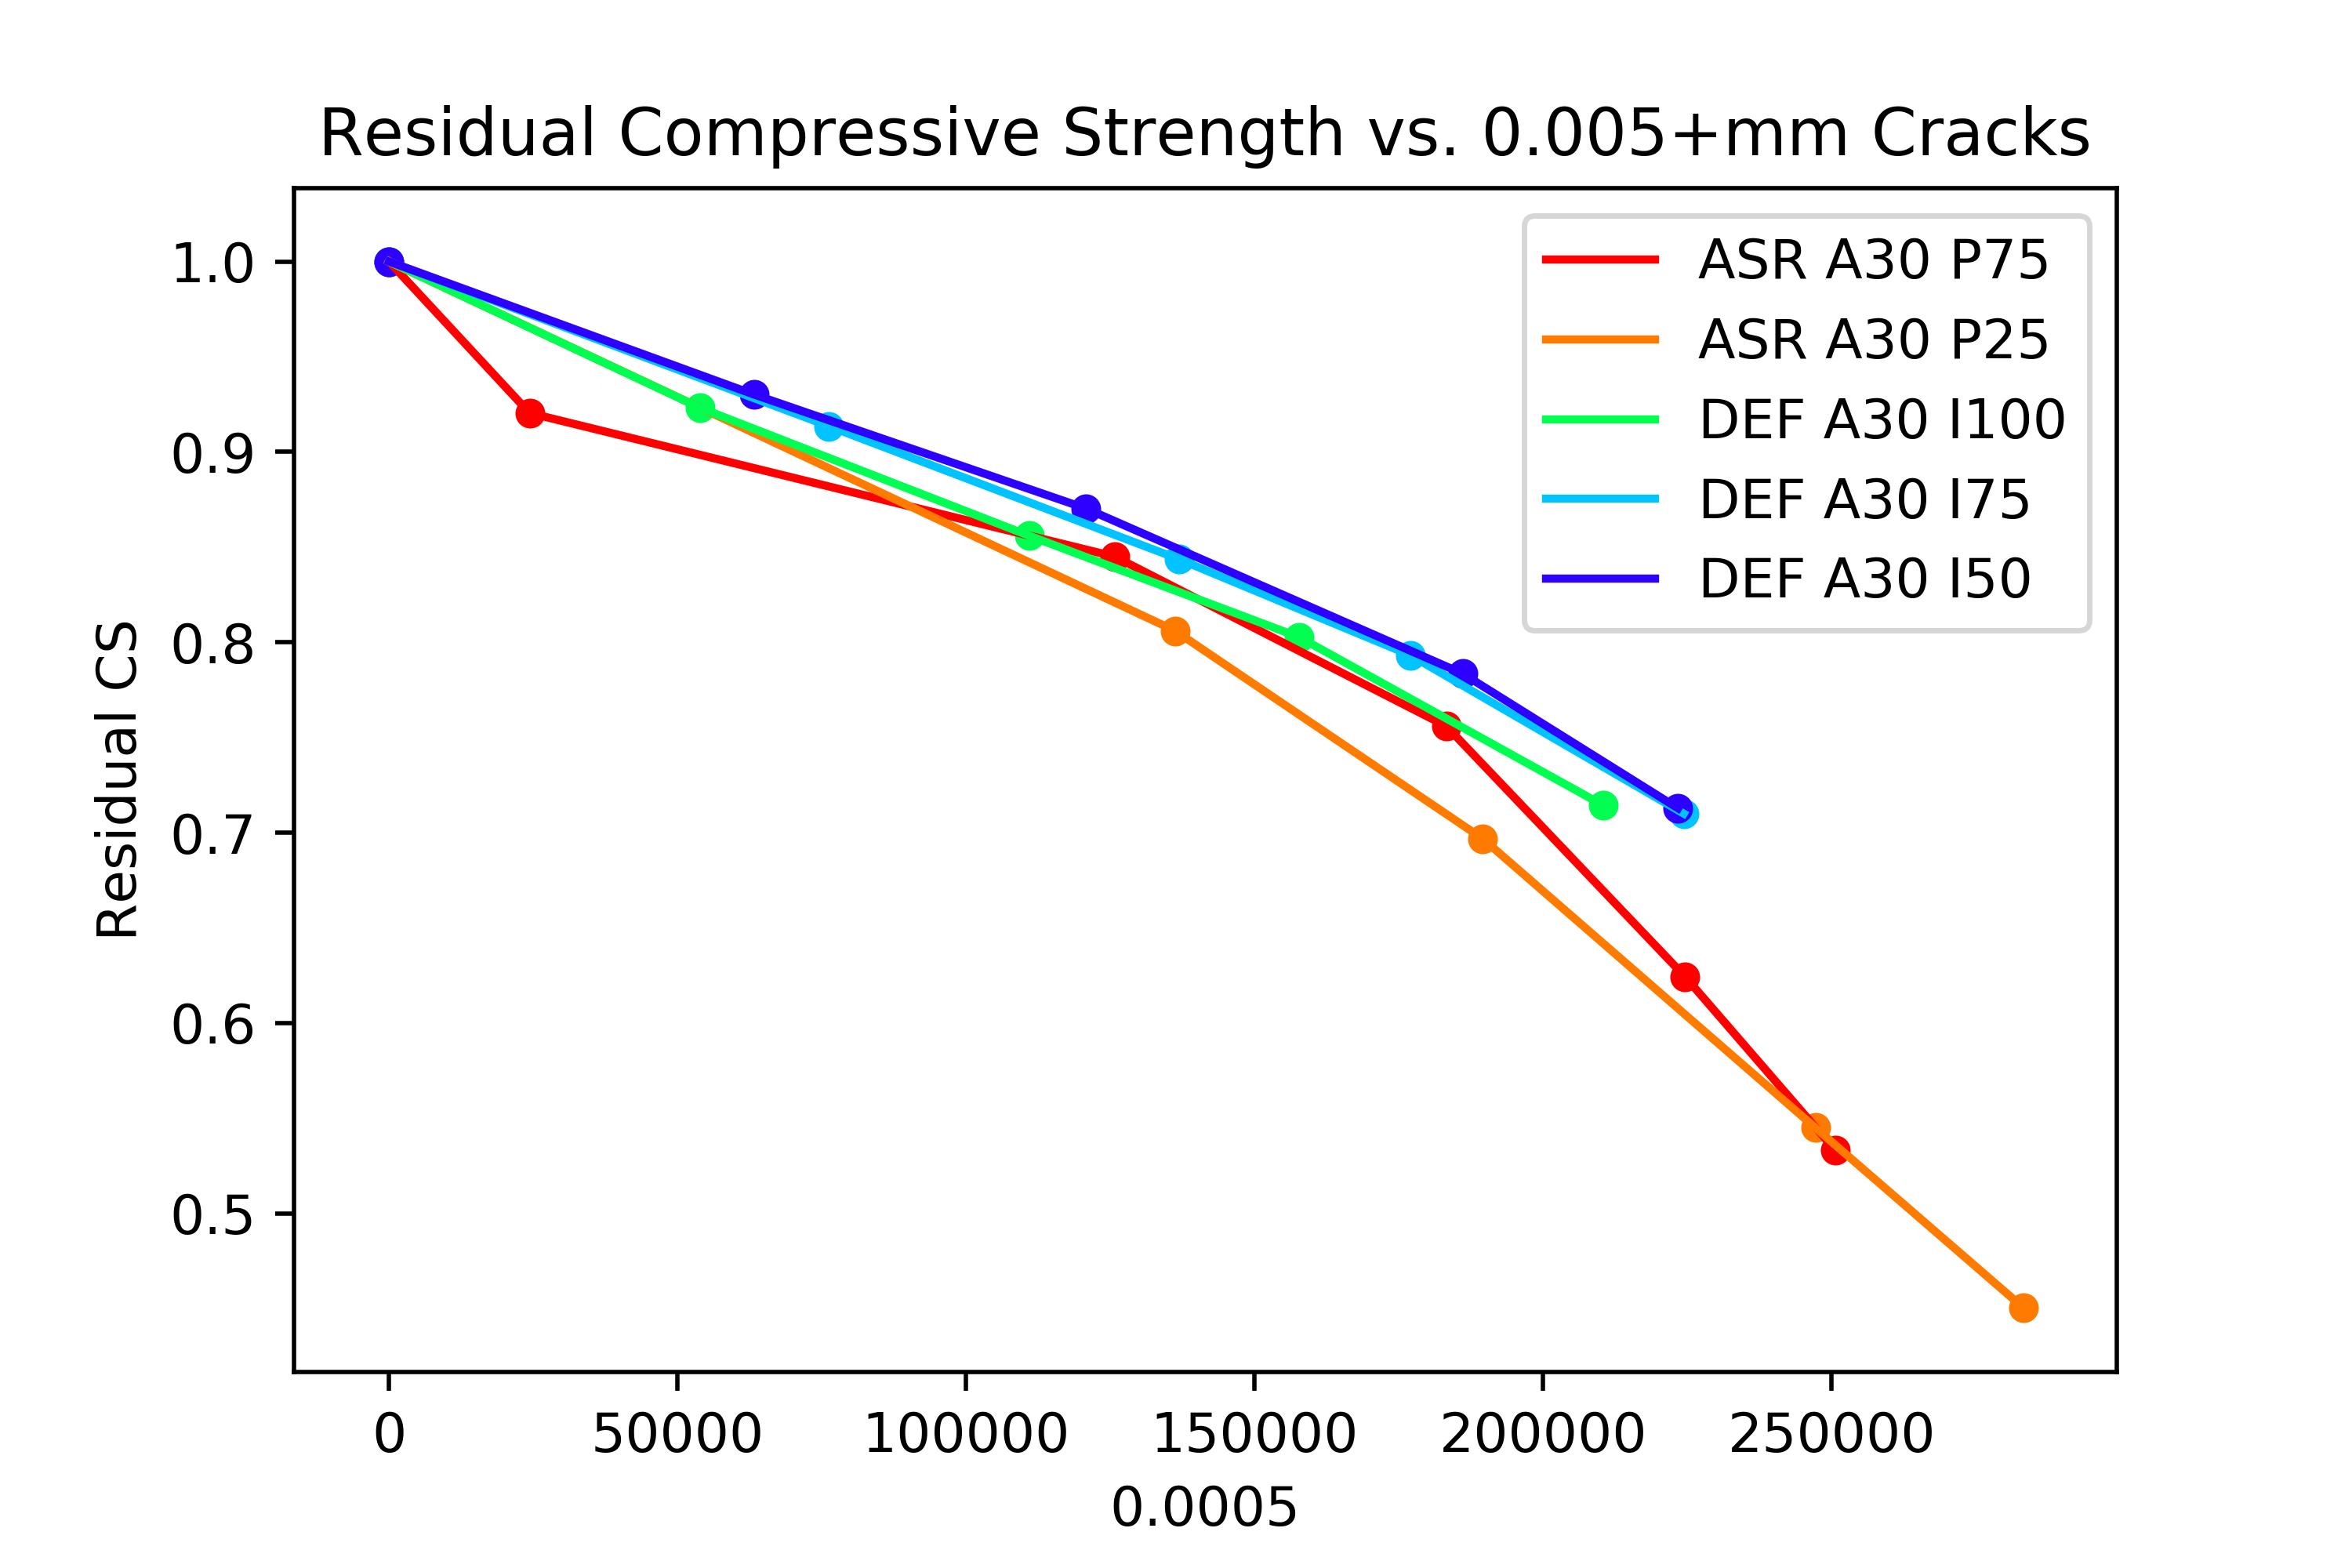 Residual Compressive Strength vs. 0.005+mm Cracks
ASR A30 P75
ASR A30 P25
DEF A30 I100
DEF A30 I75
DEF A30 I50
1.0
0.9
0.8
0.7
0.6
0.5
Residual CS
0 50000 100000 150000 200000 250000
0.0005